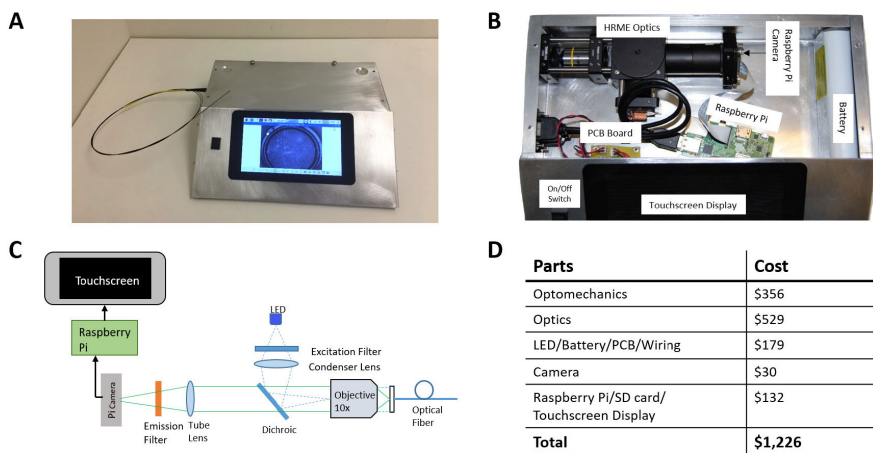 A
B
HRME Optics
Raspberry Pi
Camera
Raspberry Pi
Battery
PCB Board
On/Off
Switch
Touchscreen Display
C
Touchscreen
Raspberry
Pi
LED
Excitation Filter
Condenser Lens
Pi Camera
Objective
10x
Emission
Filter
Tube
Lens
Dichroic
Optical
Fiber
D
Parts Cost
Optomechanics $356
Optics $529
LED/Battery/PCB/Wiring $179
Camera $30
Raspberry Pi/SD card/ $132
Touchscreen Display
Total $1,226